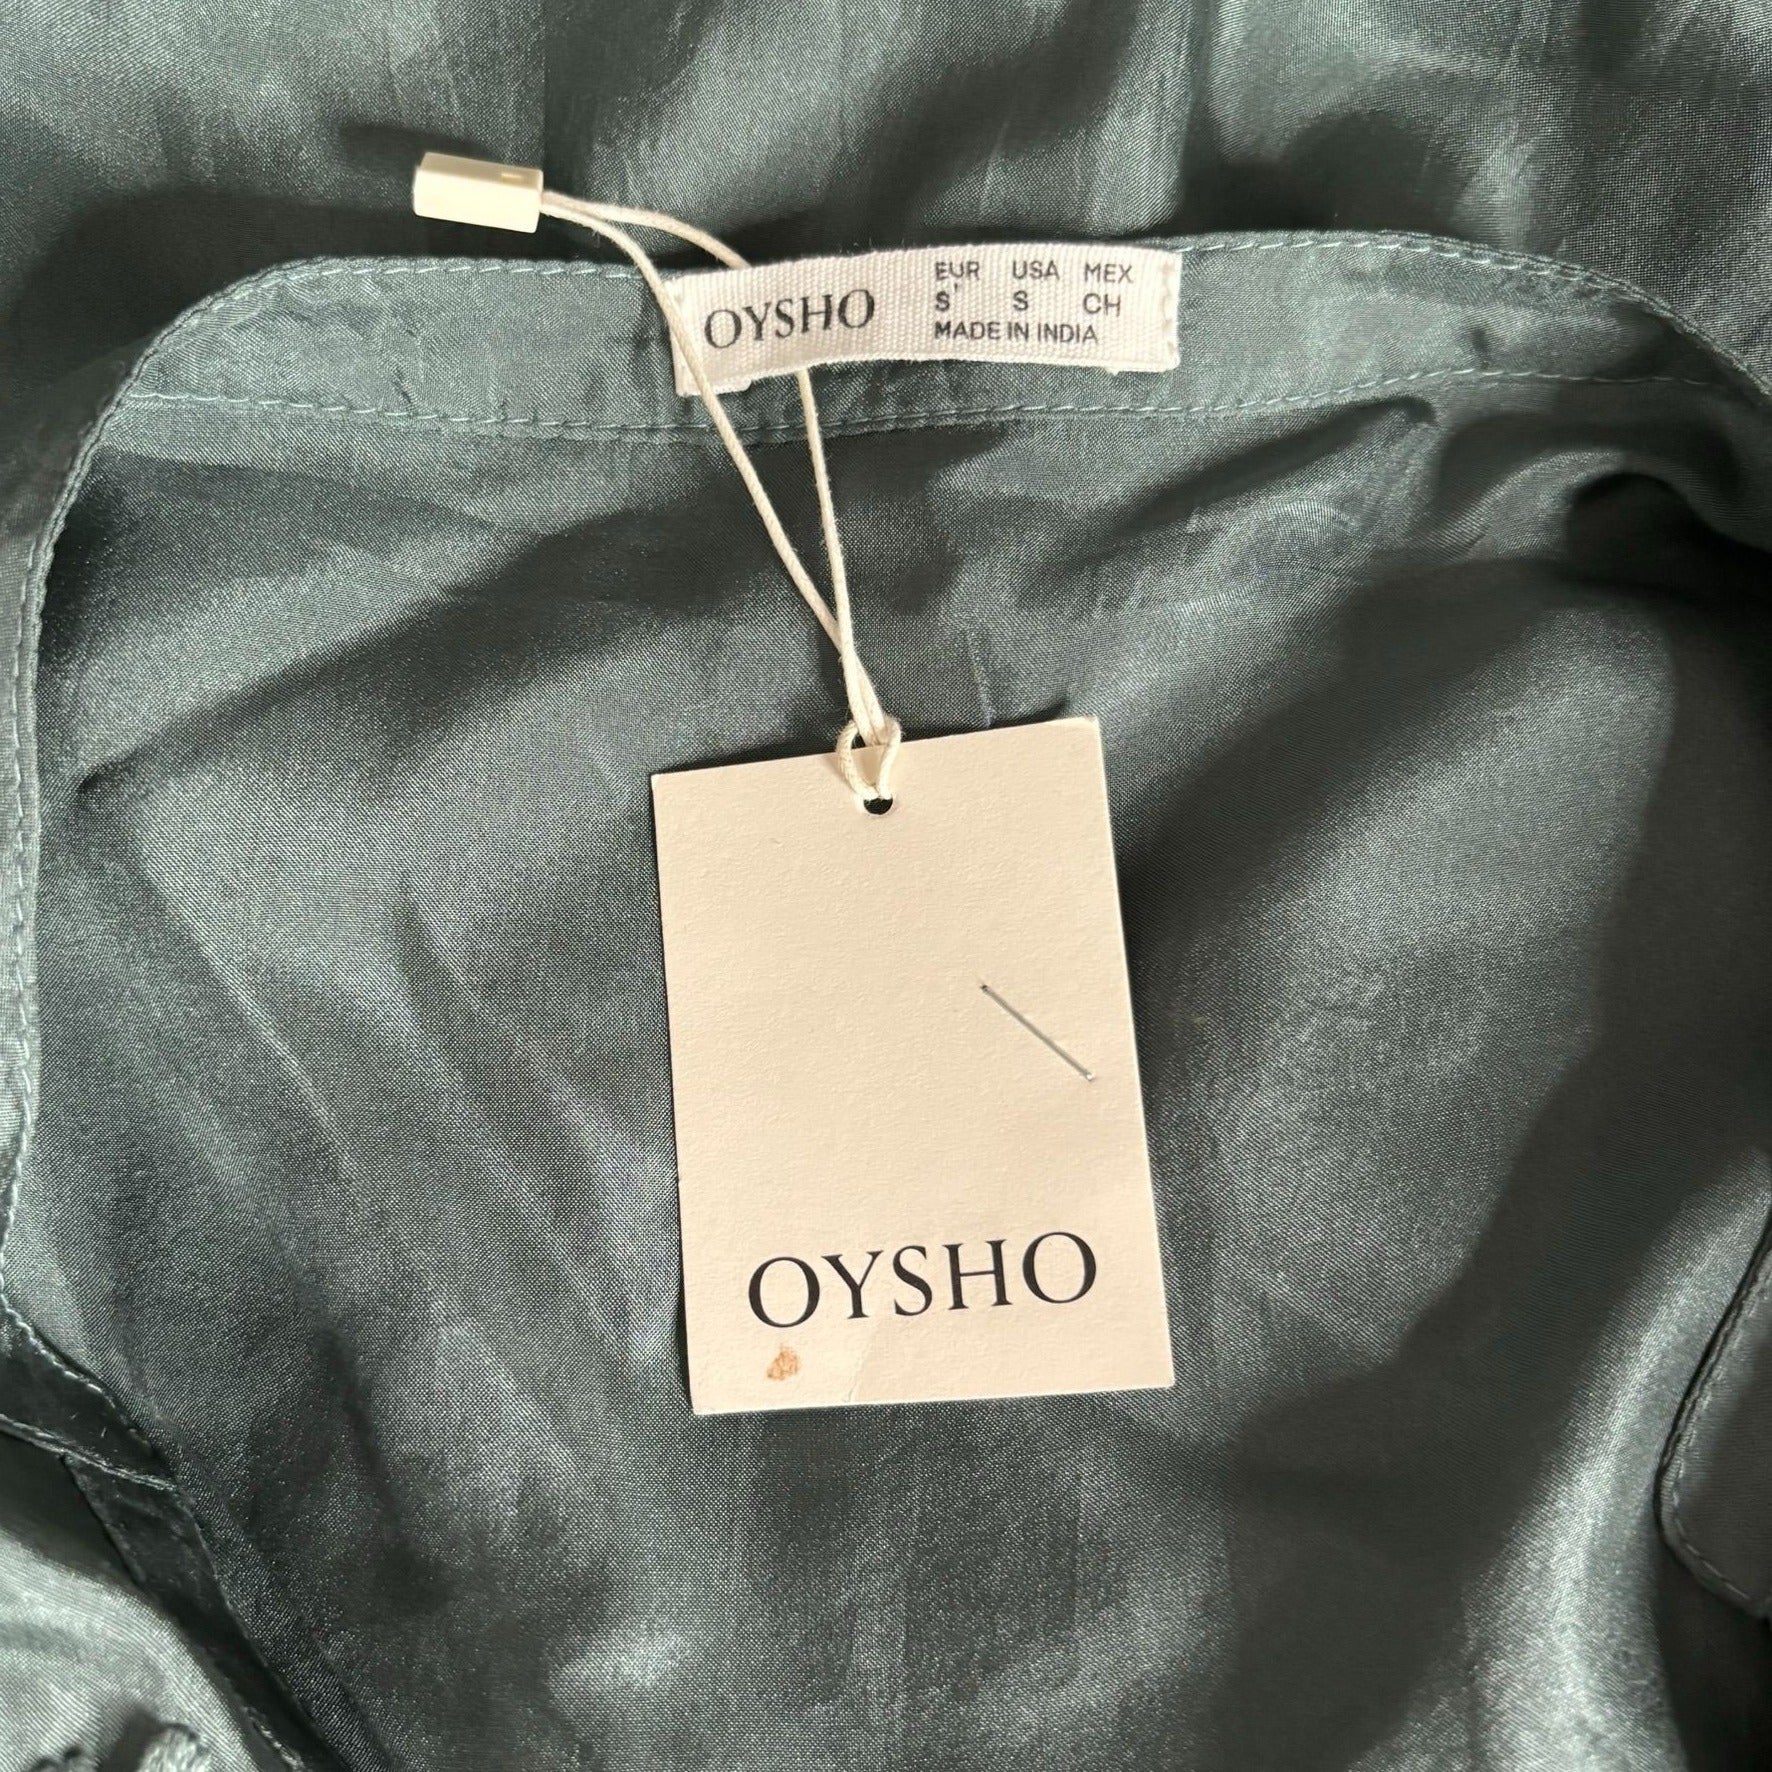 OYSHO
EUR USA MEX
S S CH
MADE IN INDIA
OYSHO